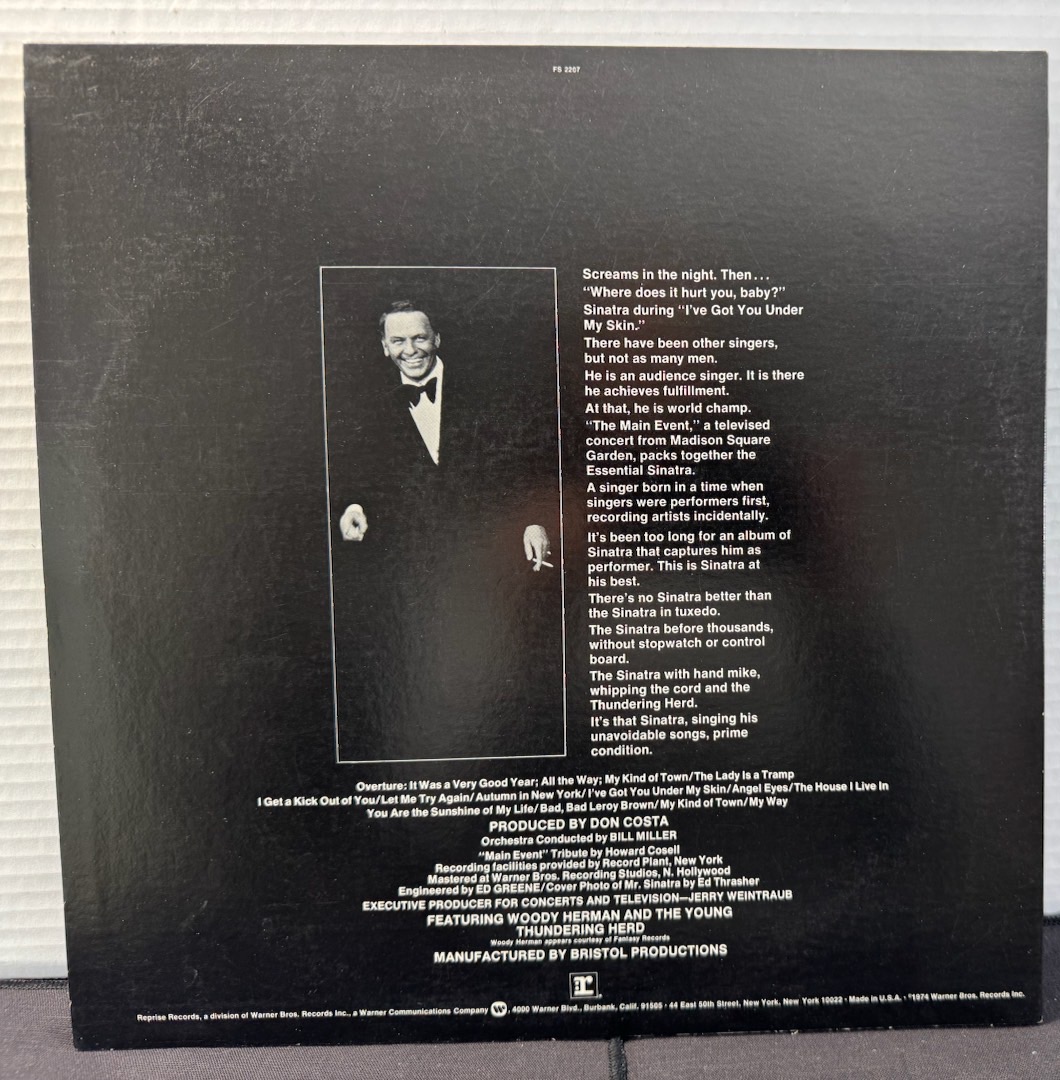 FS 2207
Screams in the night. Then...
“Where does it hurt you, baby?”
Sinatra during “I’ve Got You Under
My Skin.”
There have been other singers,
but not as many men.
He is an audience singer. It is there
he achieves fulfillment.
At that, he is world champ.
“The Main Event,” a televised
concert from Madison Square
Garden, packs together the
Essential Sinatra.
A singer born in a time when
singers were performers first,
recording artists incidentally.
It’s been too long for an album of
Sinatra that captures him as
performer. This is Sinatra at
his best.
There’s no Sinatra better than
the Sinatra in tuxedo.
The Sinatra before thousands,
without stopwatch or control
board.
The Sinatra with hand mike,
whipping the cord and the
Thundering Herd.
It’s that Sinatra, singing his
unavoidable songs, prime
condition.
Overture: It Was a Very Good Year; All the Way; My Kind of Town/The Lady Is a Tramp
I Get a Kick Out of You/Let Me Try Again/Autumn in New York/I’ve Got You Under My Skin/Angel Eyes/The House I Live In
You Are the Sunshine of My Life/Bad, Bad Leroy Brown/My Kind of Town/My Way
PRODUCED BY DON COSTA
Orchestra Conducted by BILL MILLER
“Main Event” Tribute by Howard Cosell
Recording facilities provided by Record Plant, New York
Mastered at Warner Bros. Recording Studios, N. Hollywood
Engineered by ED GREENE/Cover Photo of Mr. Sinatra by Ed Thrasher
EXECUTIVE PRODUCER FOR CONCERTS AND TELEVISION—JERRY WEINTRAUB
FEATURING WOODY HERMAN AND THE YOUNG
THUNDERING HERD
Woody Herman appears courtesy of Fantasy Records
MANUFACTURED BY BRISTOL PRODUCTIONS
r:
Reprise Records, a division of Warner Bros. Records Inc., a Warner Communications Company W, 4000 Warner Blvd., Burbank, Calif. 91505 · 44 East 50th Street, New York, New York 10022 · Made in U.S.A. · ℗1974 Warner Bros. Records Inc.